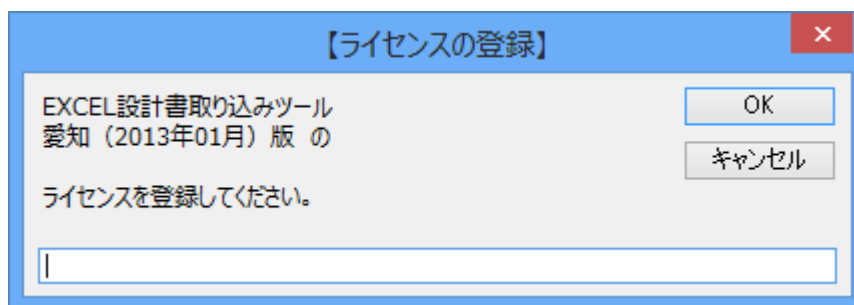 【ライセンスの登録】
×
EXCEL設計書取り込みツール
愛知（2013年01月）版 の
ライセンスを登録してください。
OK
キャンセル